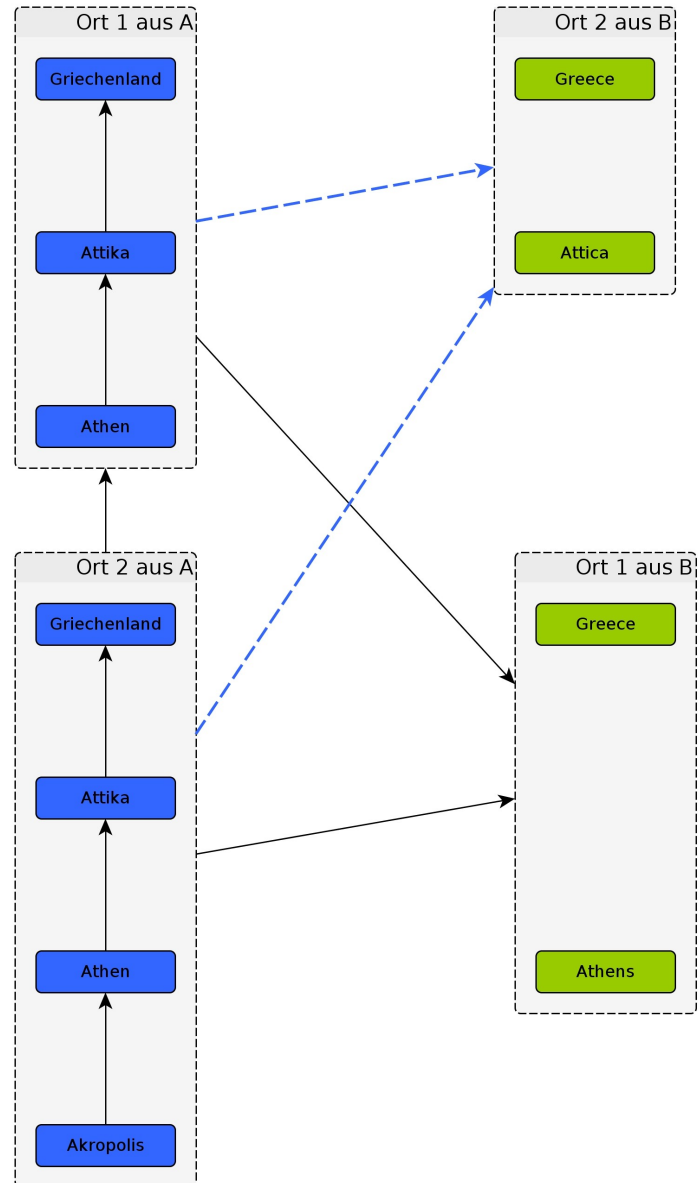 Ort 1 aus A
Griechenland
Attika
Athen
Ort 2 aus B
Greece
Attica
Ort 2 aus A
Griechenland
Attika
Athen
Akropolis
Ort 1 aus B
Greece
Athens